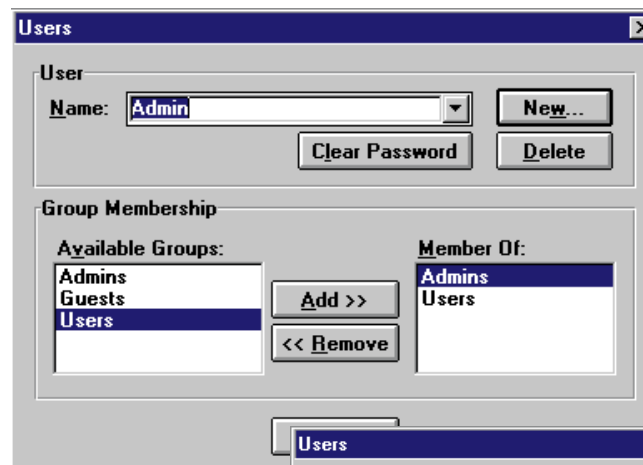 Users
User
Name: Admin New...
Clear Password Delete
Group Membership
Available Groups: Member Of:
Admins Admins
Guests Add >> Users
Users
<< Remove
Users